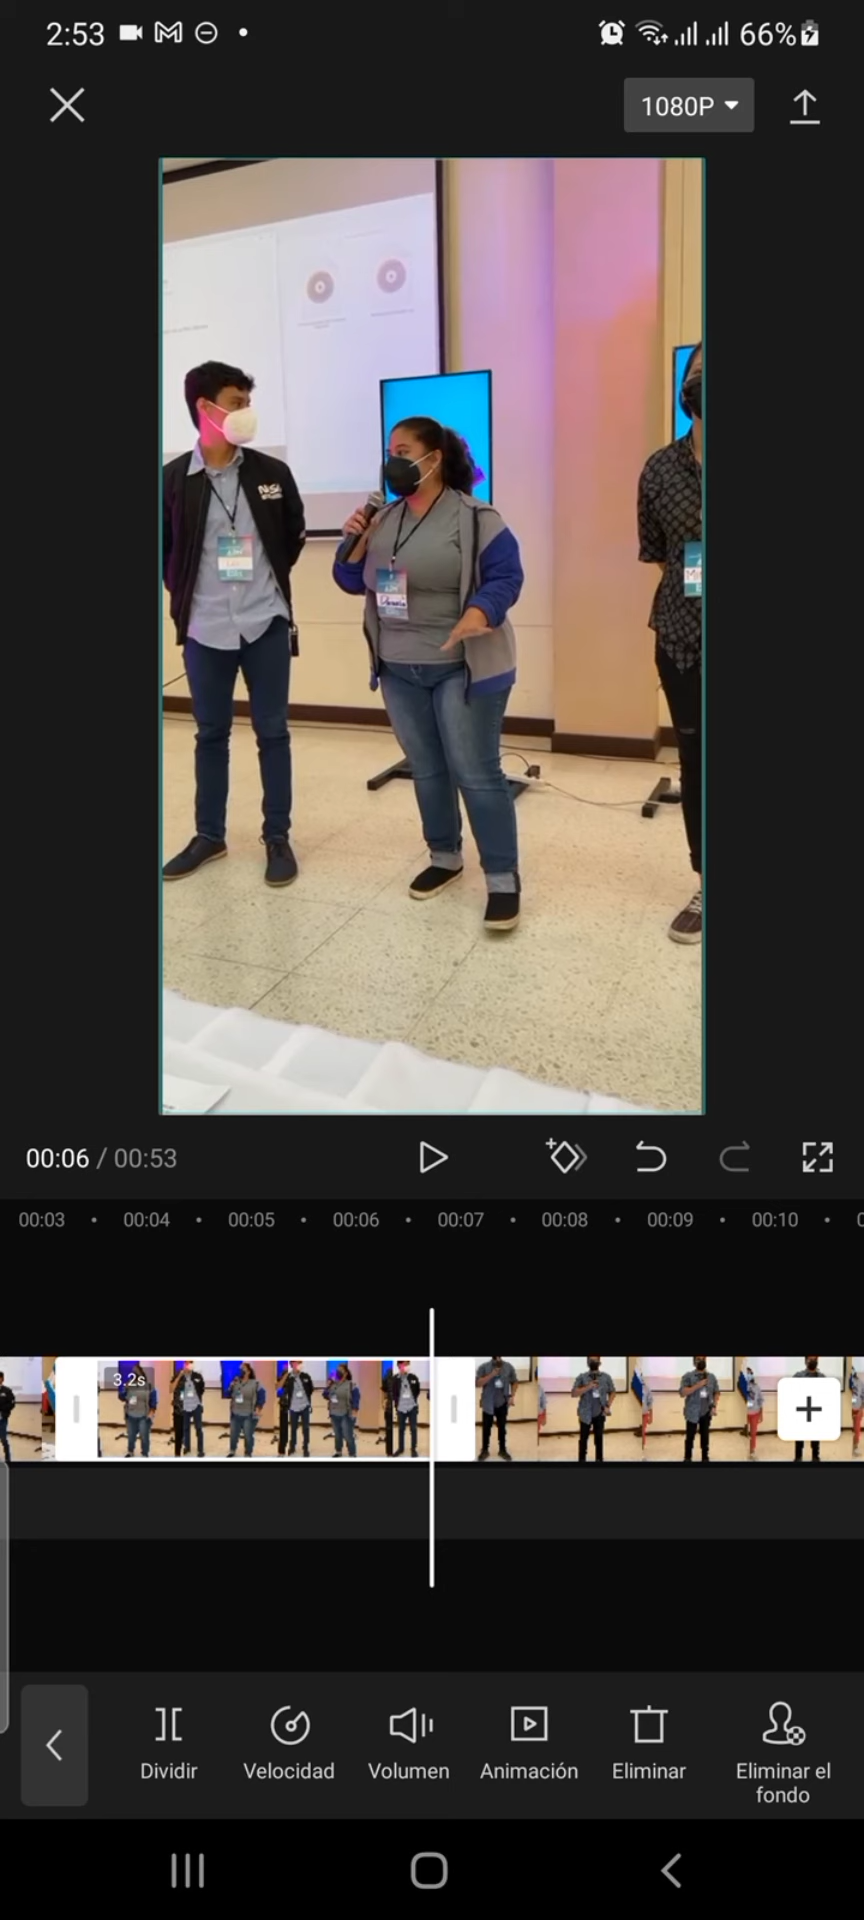 2:53
66%
1080P
00:06 / 00:53
00:03 00:04 00:05 00:06 00:07 00:08 00:09 00:10
3.2s
Dividir Velocidad Volumen Animación Eliminar Eliminar el fondo